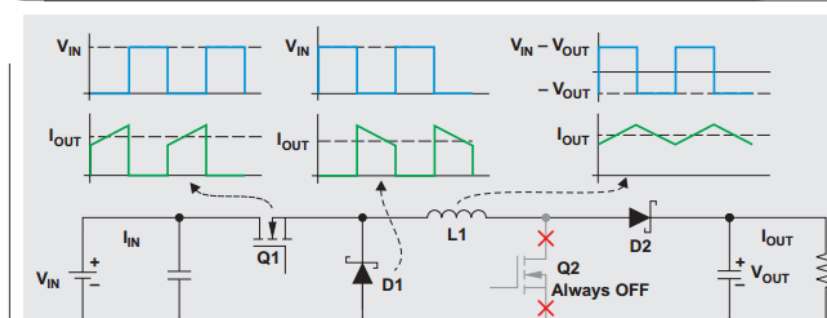 VIN
VIN
VIN – VOUT
– VOUT
IOUT
IOUT
IOUT
IIN
Q1
L1
D2
IOUT
VIN
+
–
D1
Q2
Always OFF
+
–
VOUT